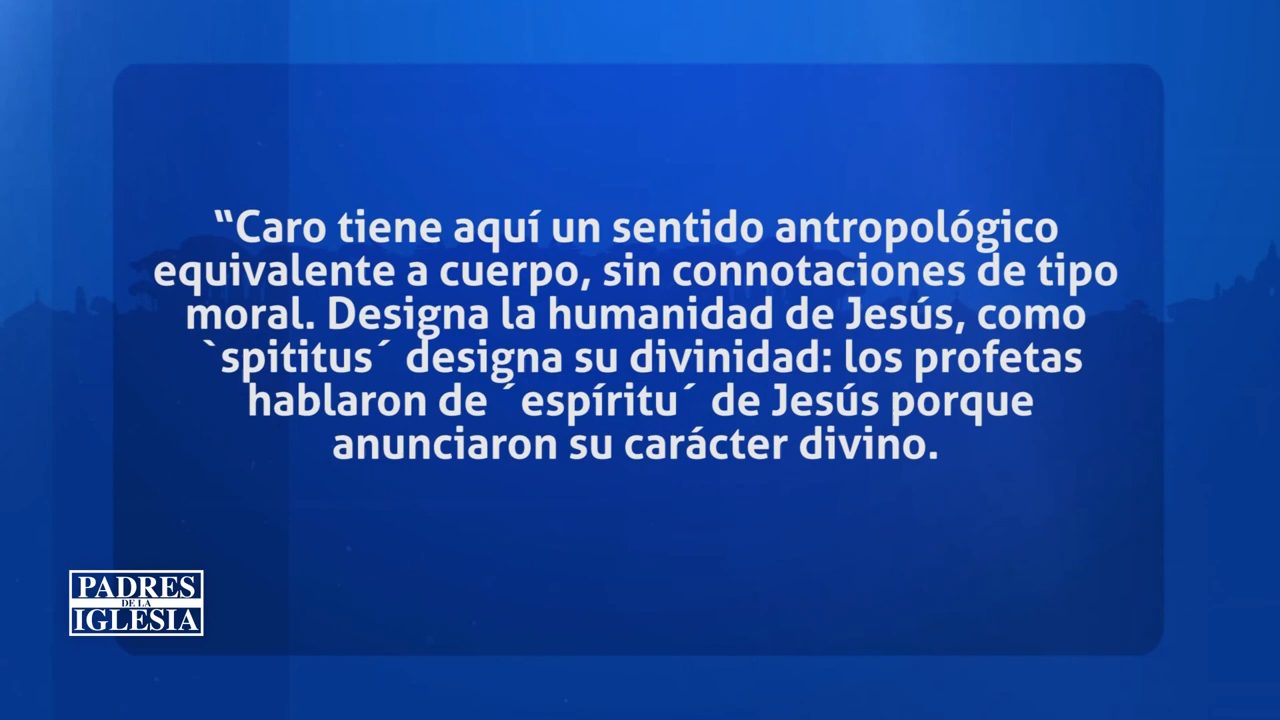 “Caro tiene aquí un sentido antropológico
equivalente a cuerpo, sin connotaciones de tipo
moral. Designa la humanidad de Jesús, como
`spititus´ designa su divinidad: los profetas
hablaron de ´espíritu´ de Jesús porque
anunciaron su carácter divino.
PADRES
DE LA
IGLESIA